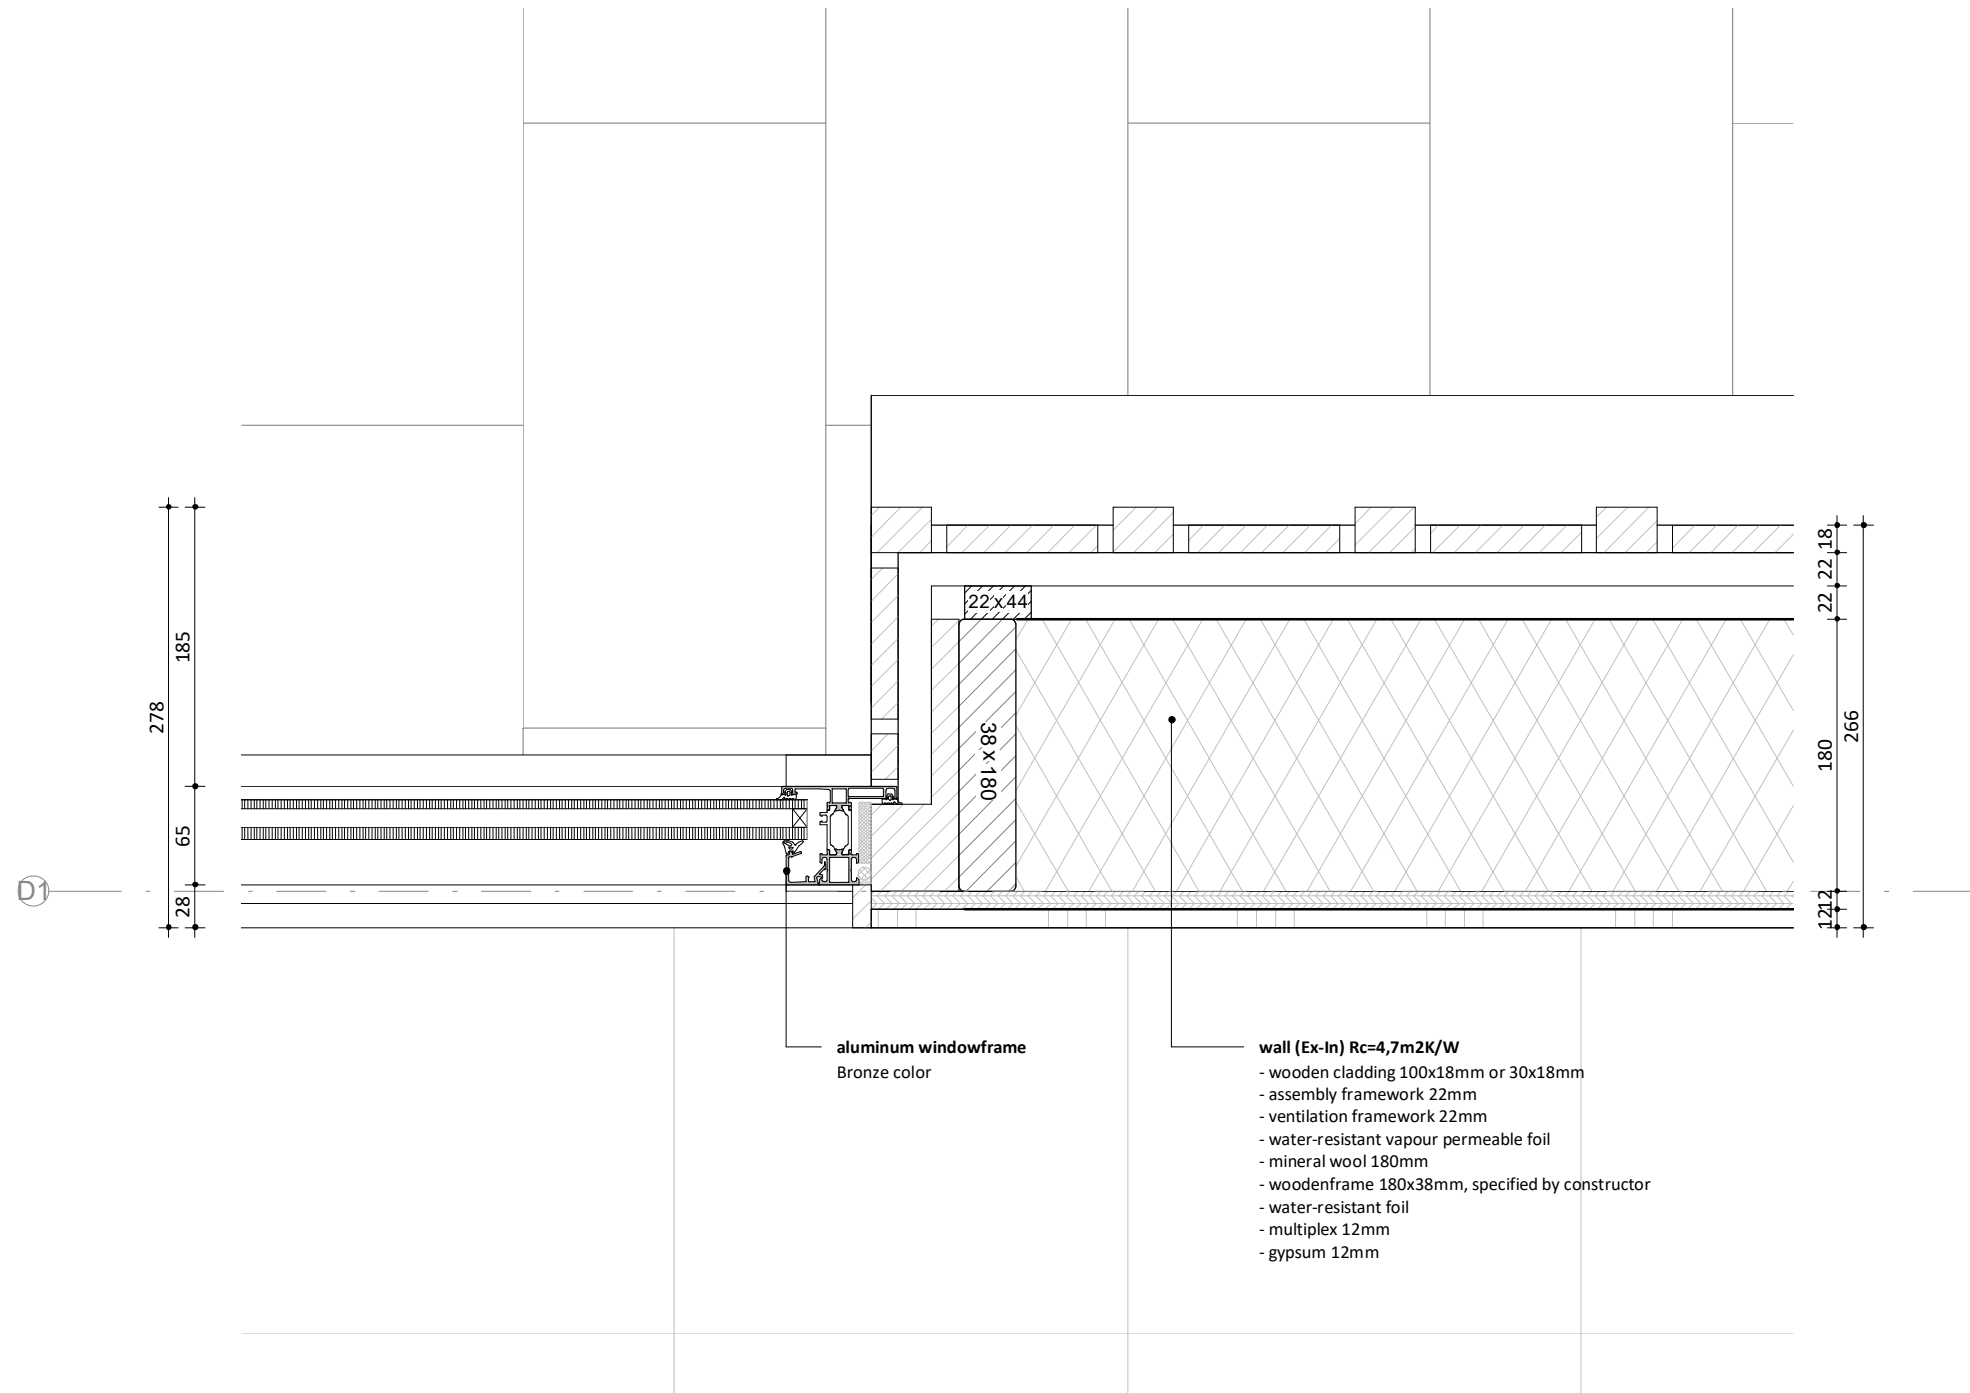 22 x 44
38 x 180
278
185
65
28
18
22
22
180
12
12
266
D1
aluminum windowframe
Bronze color
wall (Ex-In) Rc=4,7m2K/W
- wooden cladding 100x18mm or 30x18mm
- assembly framework 22mm
- ventilation framework 22mm
- water-resistant vapour permeable foil
- mineral wool 180mm
- woodenframe 180x38mm, specified by constructor
- water-resistant foil
- multiplex 12mm
- gypsum 12mm